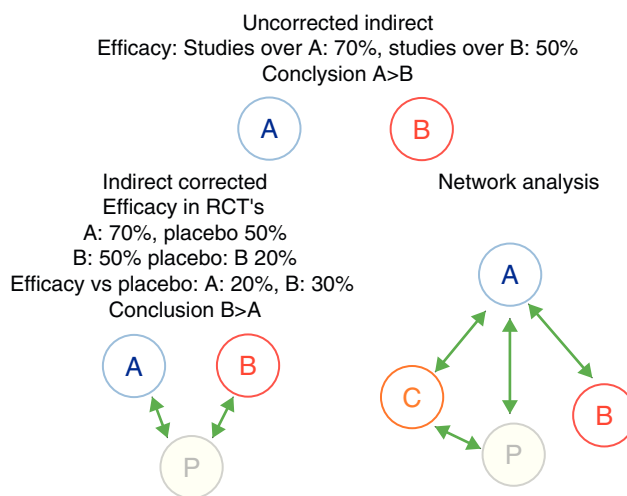 Uncorrected indirect
Efficacy: Studies over A: 70%, studies over B: 50%
Conclysion A>B
A
B
Indirect corrected
Efficacy in RCT's
A: 70%, placebo 50%
B: 50% placebo: B 20%
Efficacy vs placebo: A: 20%, B: 30%
Conclusion B>A
A
B
P
Network analysis
A
C
B
P